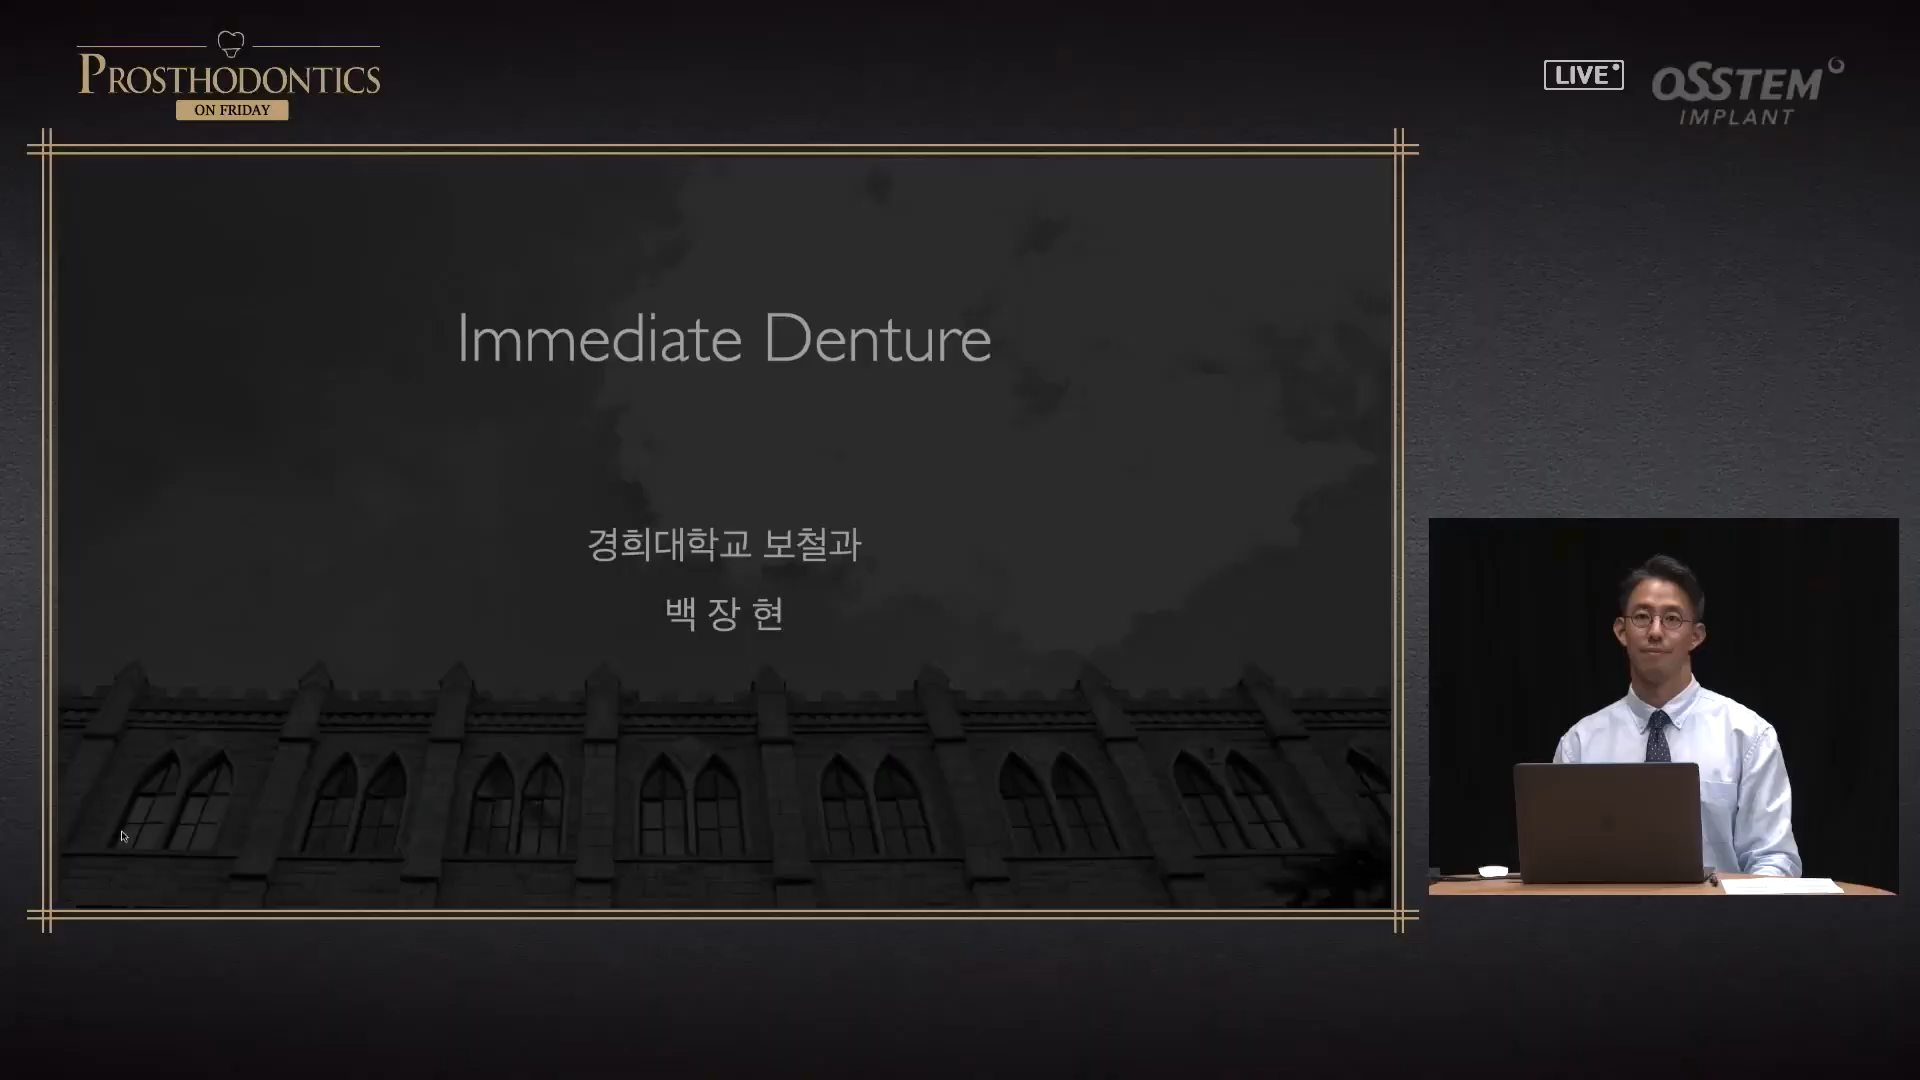 PROSTHODONTICS
ON FRIDAY
LIVE
OSSTEM
IMPLANT
Immediate Denture
경희대학교 보철과
백 장 현